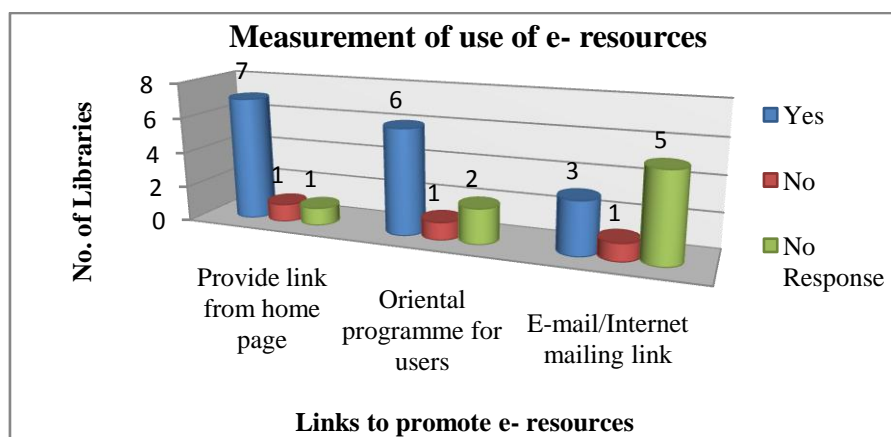 Measurement of use of e- resources
No. of Libraries
8
6
4
2
0
7
1
1
6
1
2
3
1
5
Provide link
from home
page
Oriental
programme for
users
E-mail/Internet
mailing link
Links to promote e- resources
Yes
No
No
Response